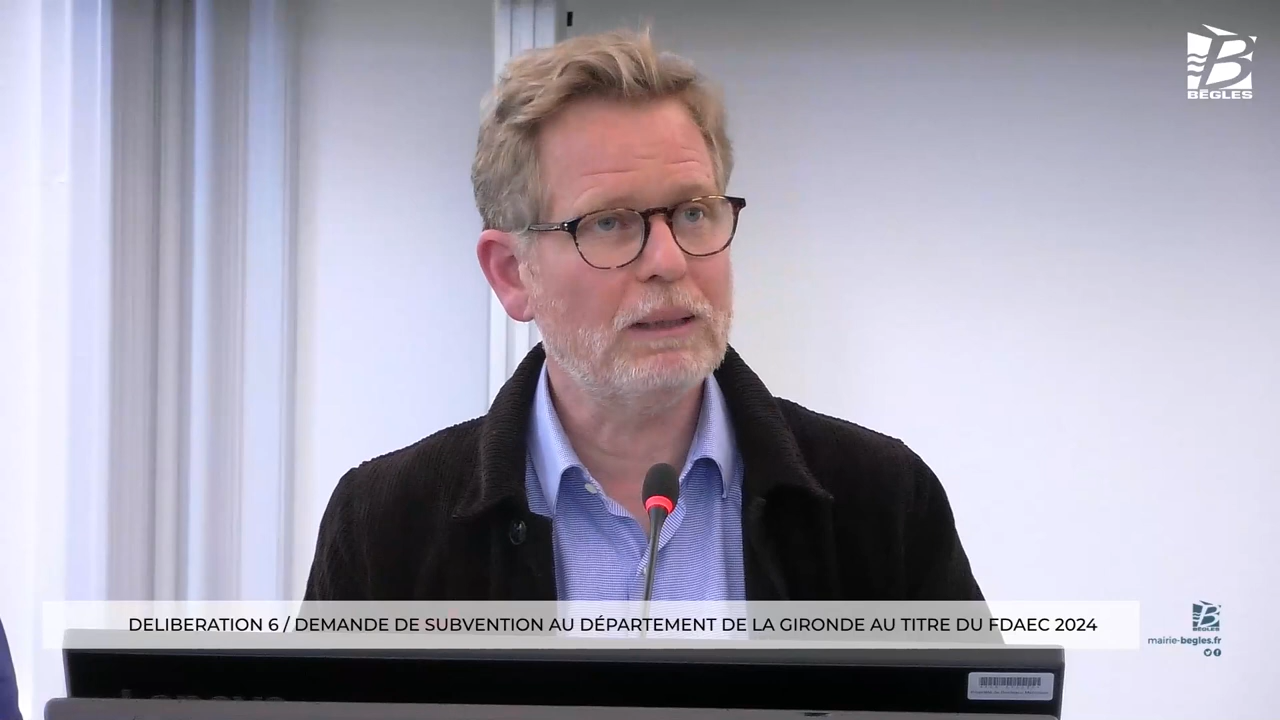 B
BÈGLES
DELIBERATION 6 / DEMANDE DE SUBVENTION AU DÉPARTEMENT DE LA GIRONDE AU TITRE DU FDAEC 2024
B
BÈGLES
mairie-begles.fr